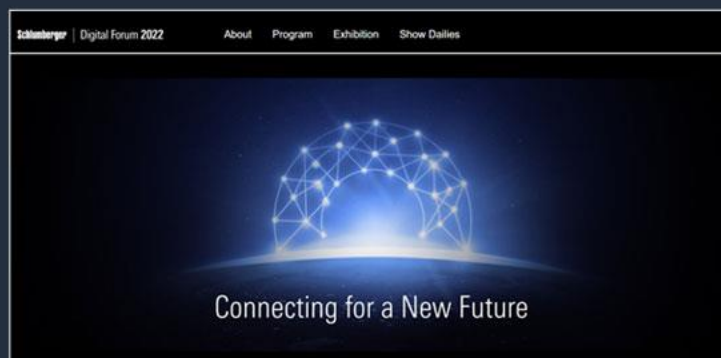 Schlumberger | Digital Forum 2022 About Program Exhibition Show Dailies
Connecting for a New Future